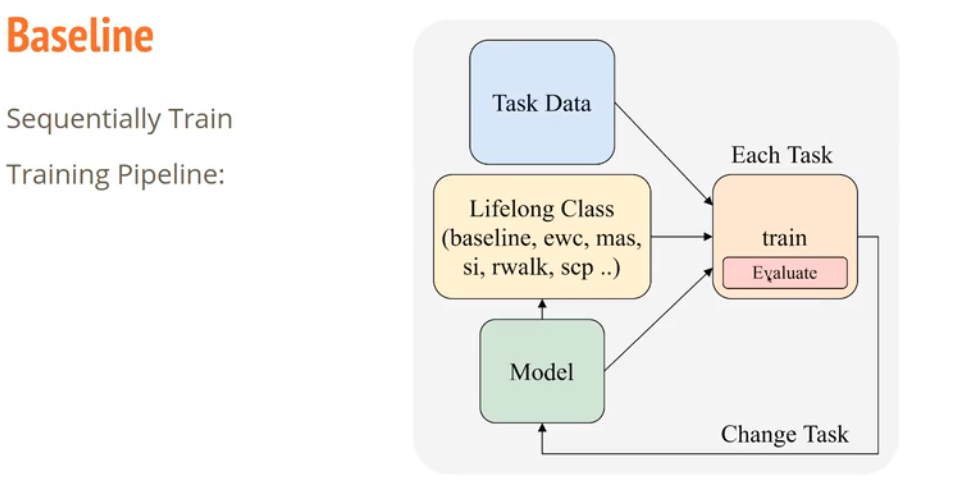 Baseline
Sequentially Train
Training Pipeline:
Task Data
Each Task
Lifelong Class
(baseline, ewc, mas,
si, rwalk, scp ..)
train
Evaluate
Model
Change Task